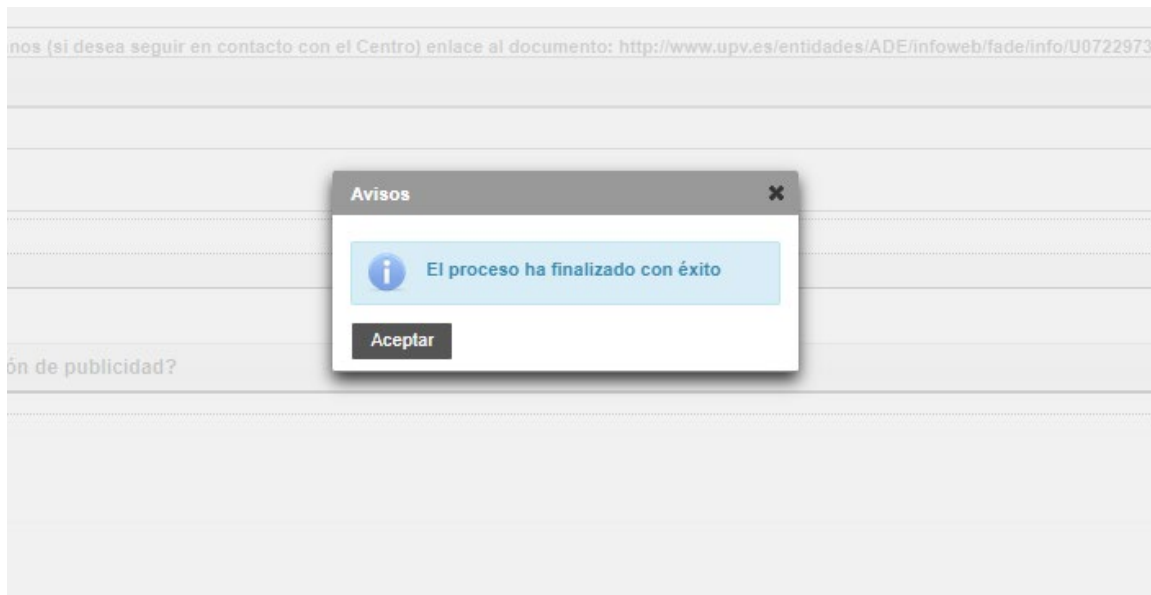 nos (si desea seguir en contacto con el Centro) enlace al documento: http://www.upv.es/entidades/ADE/infoweb/fade/info/U0722973
Avisos
El proceso ha finalizado con éxito
Aceptar
ón de publicidad?